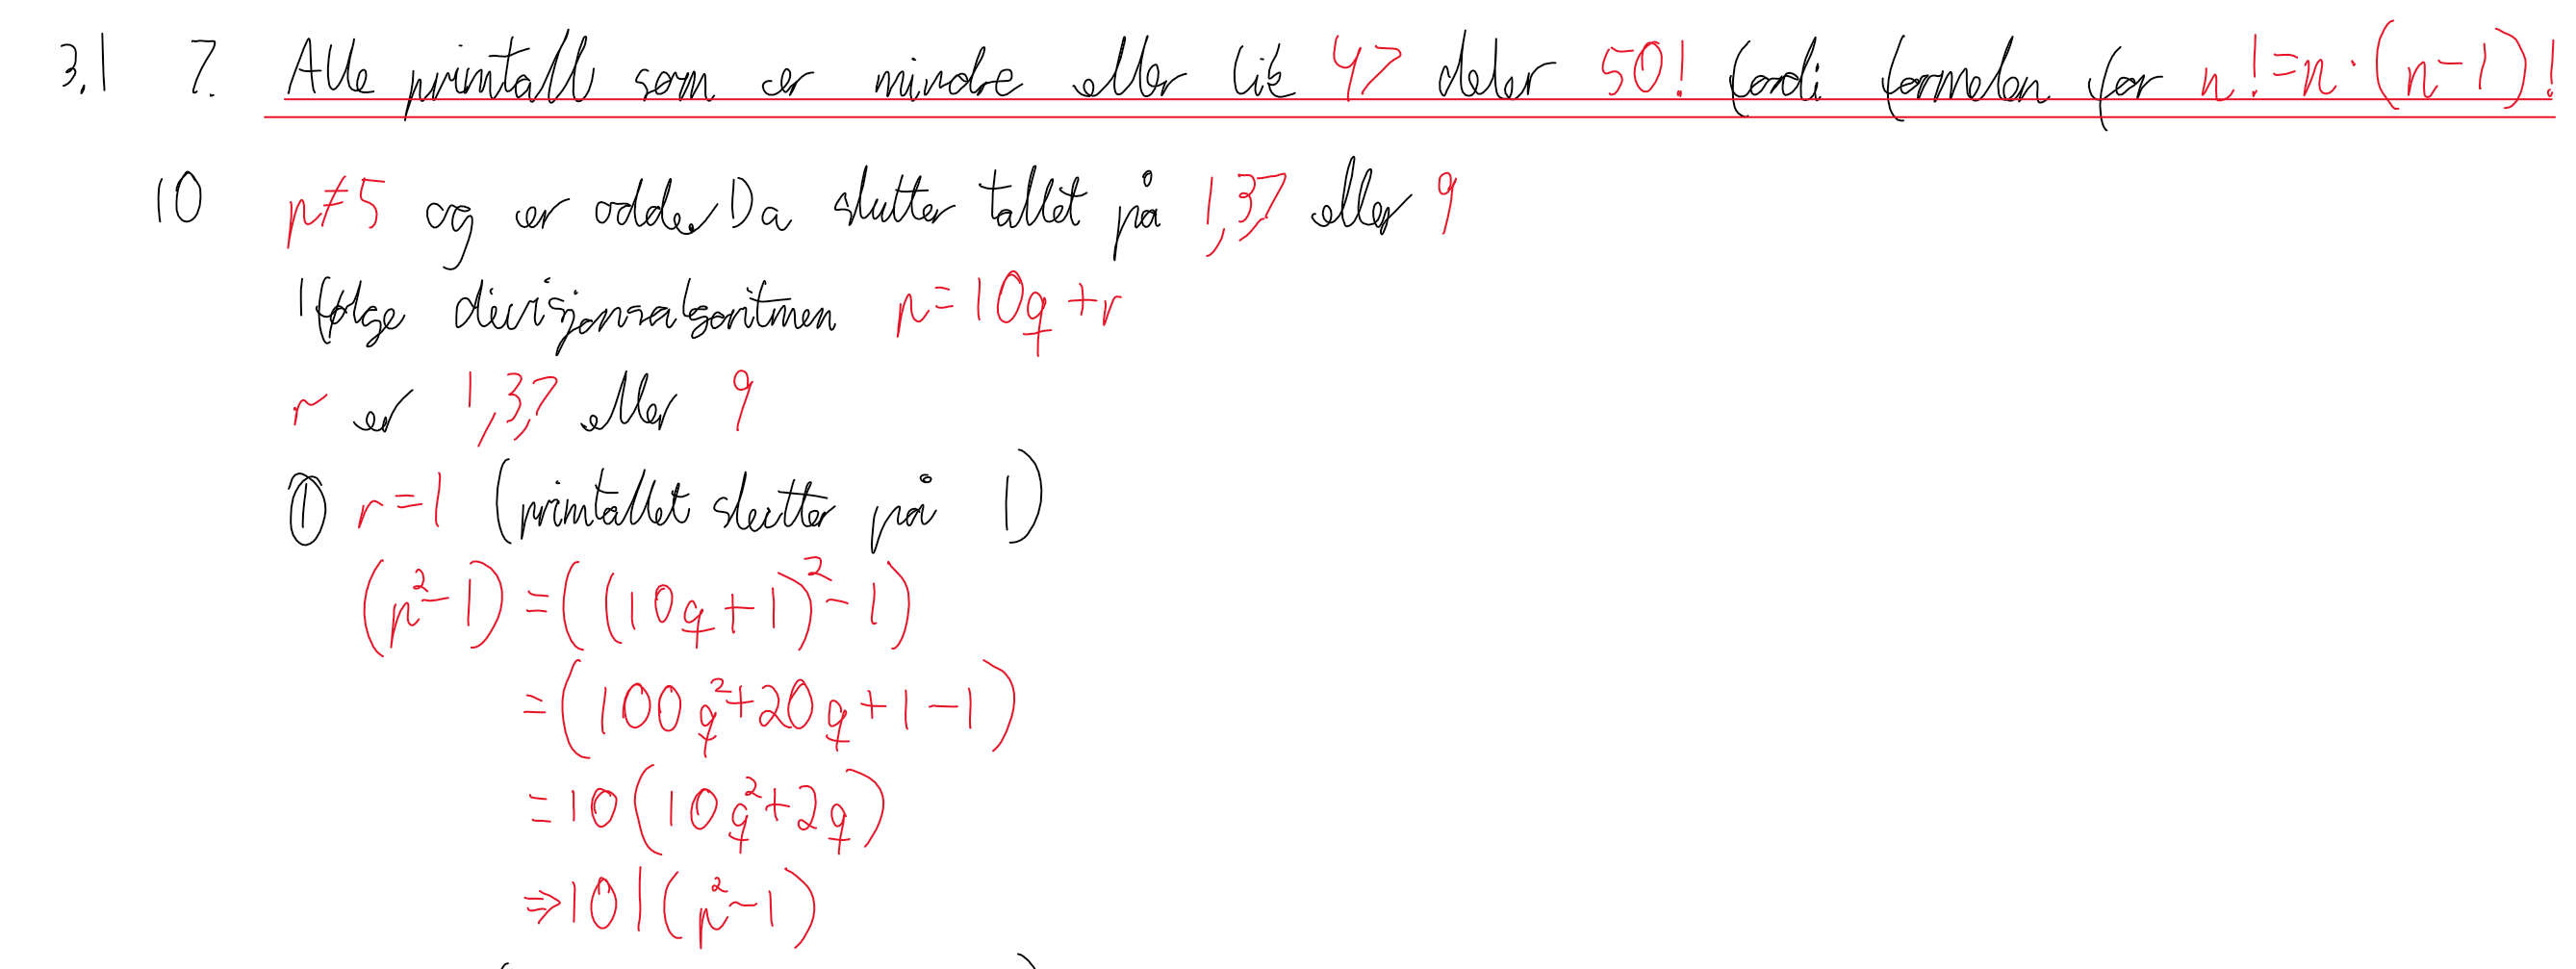 3.1 7. Alle primtall som er mindre eller lik 47 deler 50! fordi formelen for n!=n·(n-1)!
10 p≠5 og er odde. Da slutter tallet på 1,3,7 eller 9
Ifølge divisjonsalgoritmen p=10q+r
r er 1,3,7 eller 9
① r=1 (primtallet slutter på 1)
(p²-1)=((10q+1)²-1)
=(100q²+20q+1-1)
=10(10q²+2q)
⇒10|(p²-1)